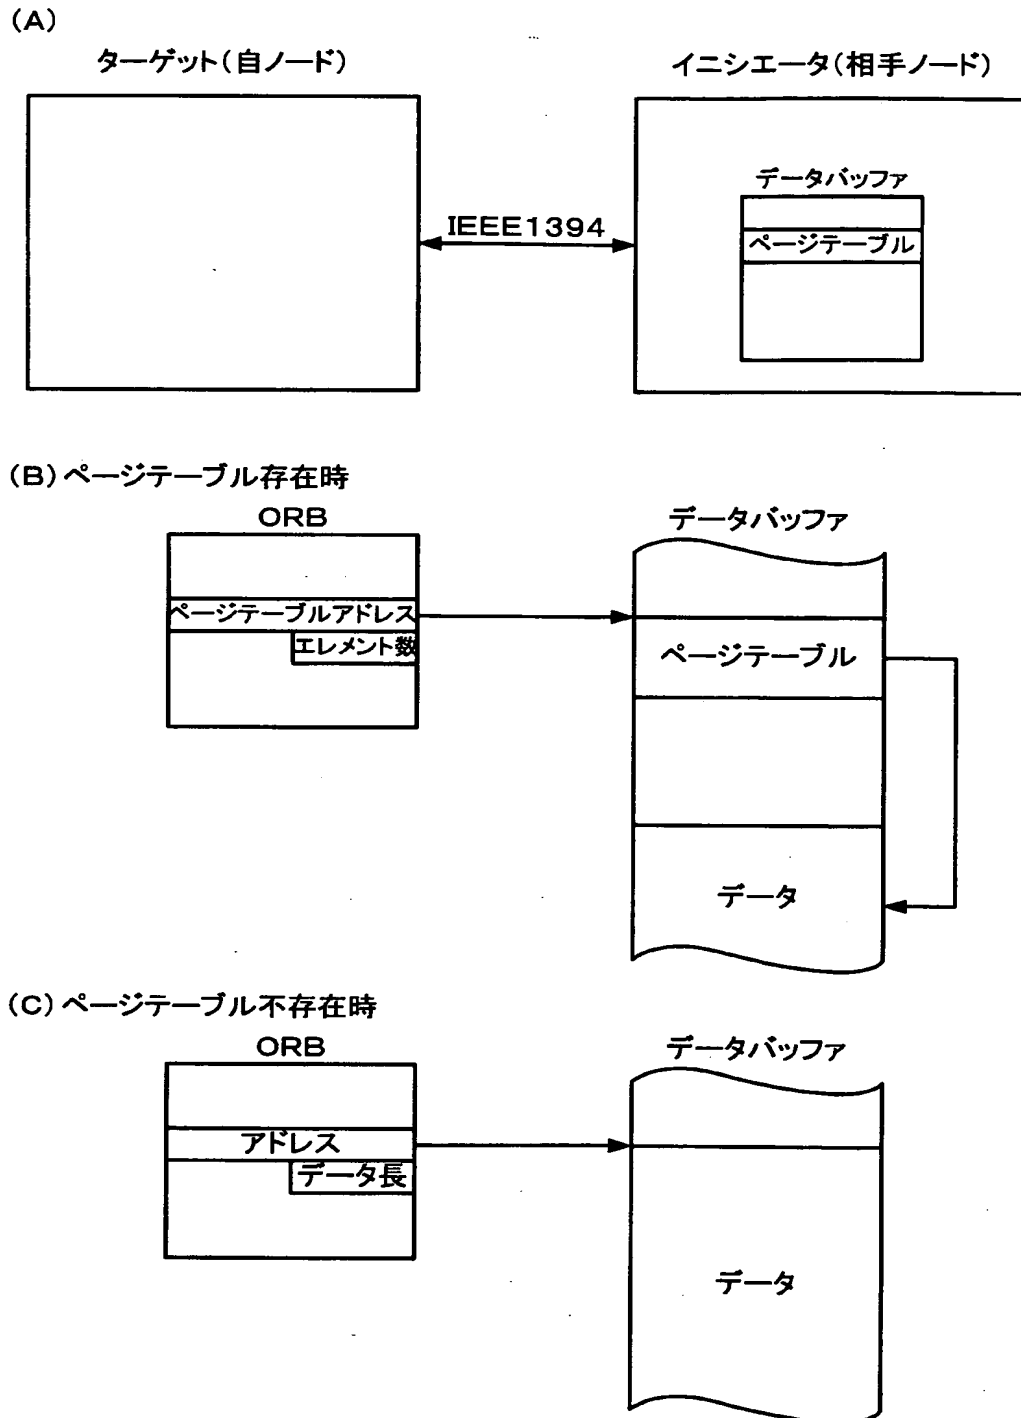 (A)
ターゲット(自ノード)
イニシエータ(相手ノード)
データバッファ
IEEE1394
ページテーブル
(B)ページテーブル存在時
ORB
データバッファ
ページテーブルアドレス
エレメント数
ページテーブル
データ
(C)ページテーブル不存在時
ORB
データバッファ
アドレス
データ長
データ